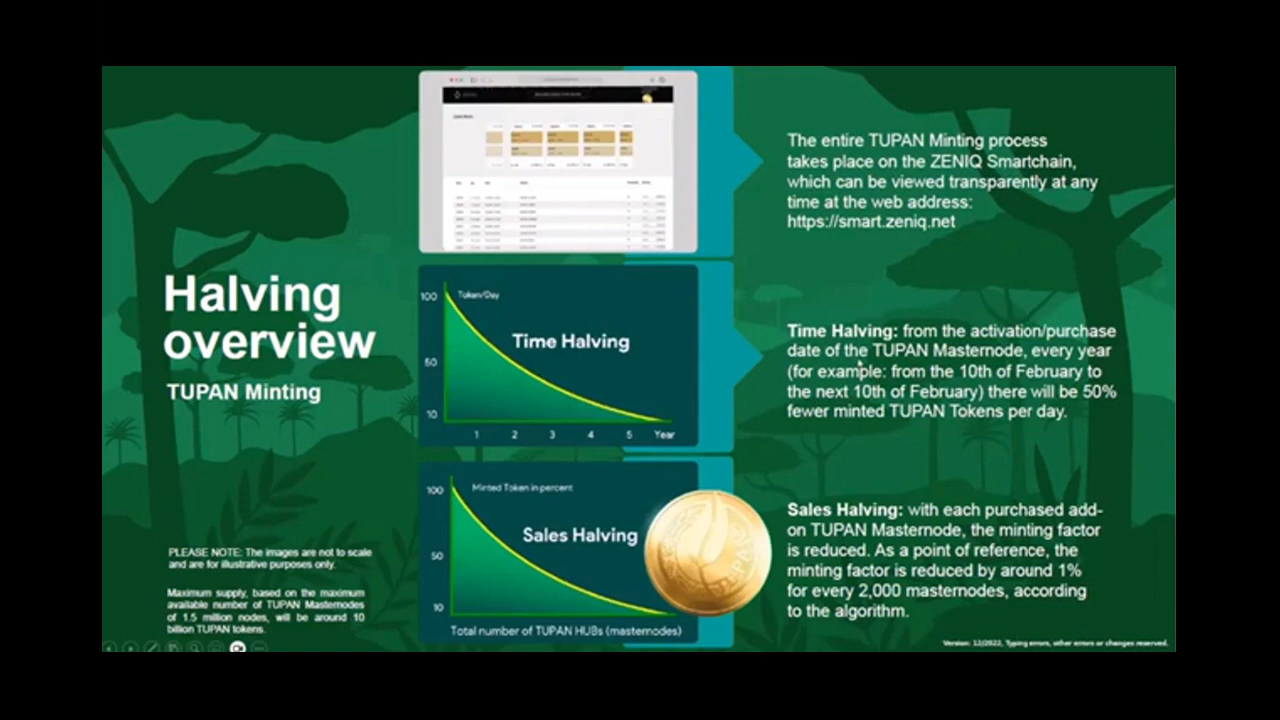 Halving
overview
TUPAN Minting
PLEASE NOTE: The images are not to scale
and are for illustrative purposes only.
Maximum supply, based on the maximum
available number of TUPAN Masternodes
of 1.5 million nodes, will be around 10
billion TUPAN tokens.
100
Token/Day
Time Halving
50
10
1 2 3 4 5 Year
100
Minted Token in percent
Sales Halving
50
10
Total number of TUPAN HUBs (masternodes)
TUPAN
The entire TUPAN Minting process
takes place on the ZENIQ Smartchain,
which can be viewed transparently at any
time at the web address:
https://smart.zeniq.net
Time Halving: from the activation/purchase
date of the TUPAN Masternode, every year
(for example: from the 10th of February to
the next 10th of February) there will be 50%
fewer minted TUPAN Tokens per day.
Sales Halving: with each purchased add-
on TUPAN Masternode, the minting factor
is reduced. As a point of reference, the
minting factor is reduced by around 1%
for every 2,000 masternodes, according
to the algorithm.
Version: 12/2022, Typing errors, other errors or changes reserved.